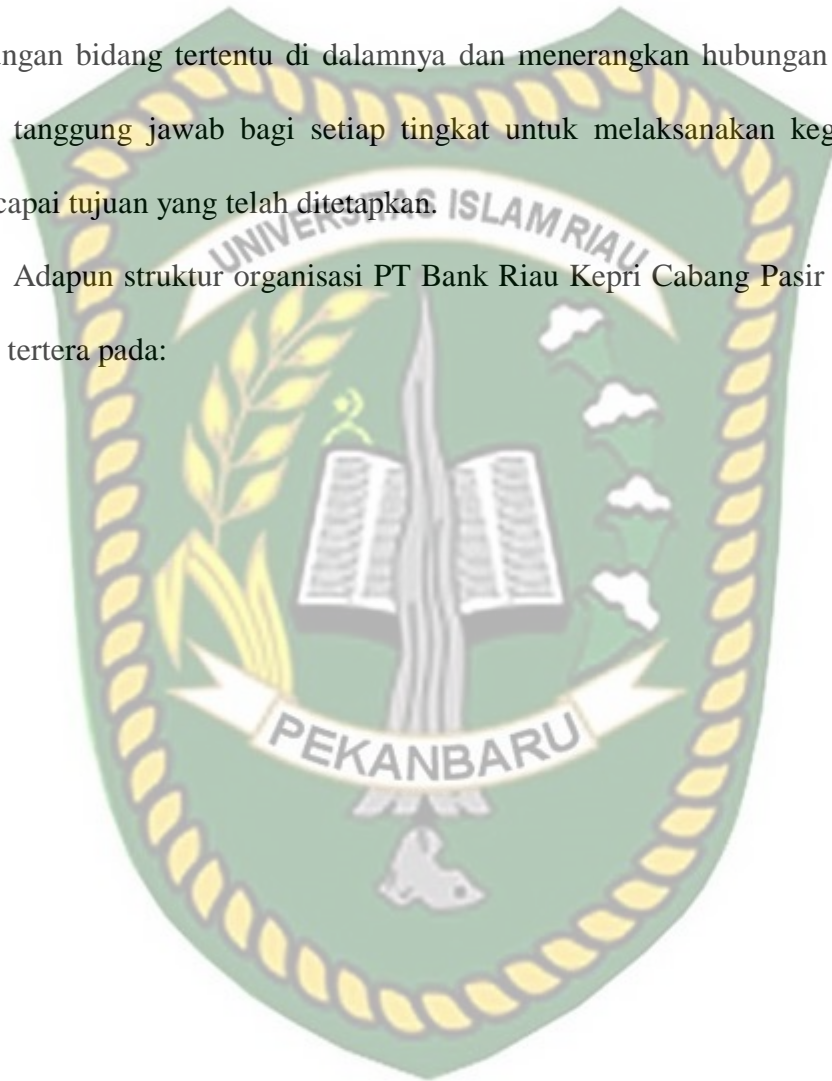 ngan bidang tertentu di dalamnya dan menerangkan hubungan
tanggung jawab bagi setiap tingkat untuk melaksanakan keg
capai tujuan yang telah ditetapkan.
UNIVERSITAS ISLAM RIAU
Adapun struktur organisasi PT Bank Riau Kepri Cabang Pasir
tertera pada:
PEKANBARU